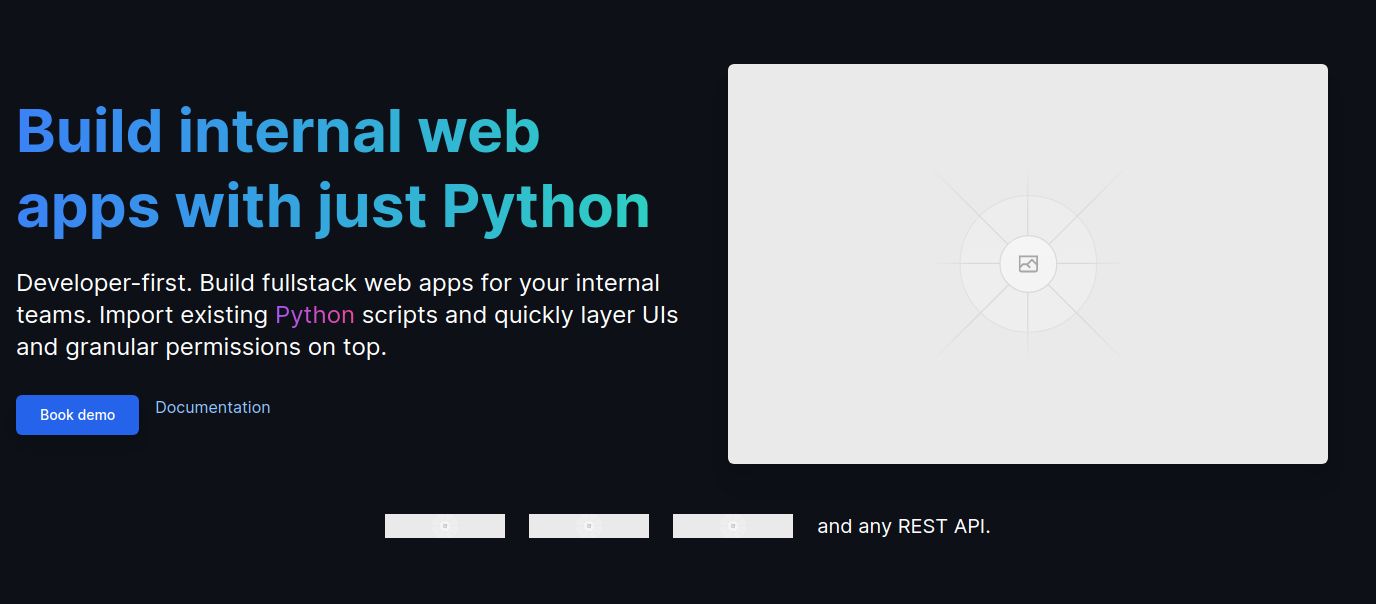 Build internal web
apps with just Python
Developer-first. Build fullstack web apps for your internal
teams. Import existing Python scripts and quickly layer UIs
and granular permissions on top.
Book demo
Documentation
and any REST API.